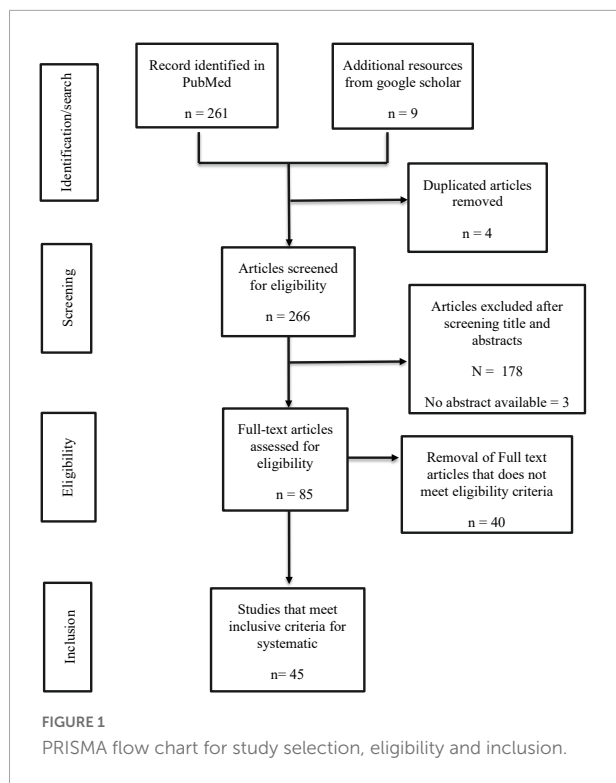 Identification/search
Record identified in
PubMed
n = 261
Additional resources
from google scholar
n = 9
Duplicated articles
removed
n = 4
Screening
Articles screened
for eligibility
n = 266
Articles excluded after
screening title and
abstracts
N = 178
No abstract available = 3
Eligibility
Full-text articles
assessed for
eligibility
n = 85
Removal of Full text
articles that does not
meet eligibility criteria
n = 40
Inclusion
Studies that meet
inclusive criteria for
systematic
n= 45
FIGURE 1
PRISMA flow chart for study selection, eligibility and inclusion.